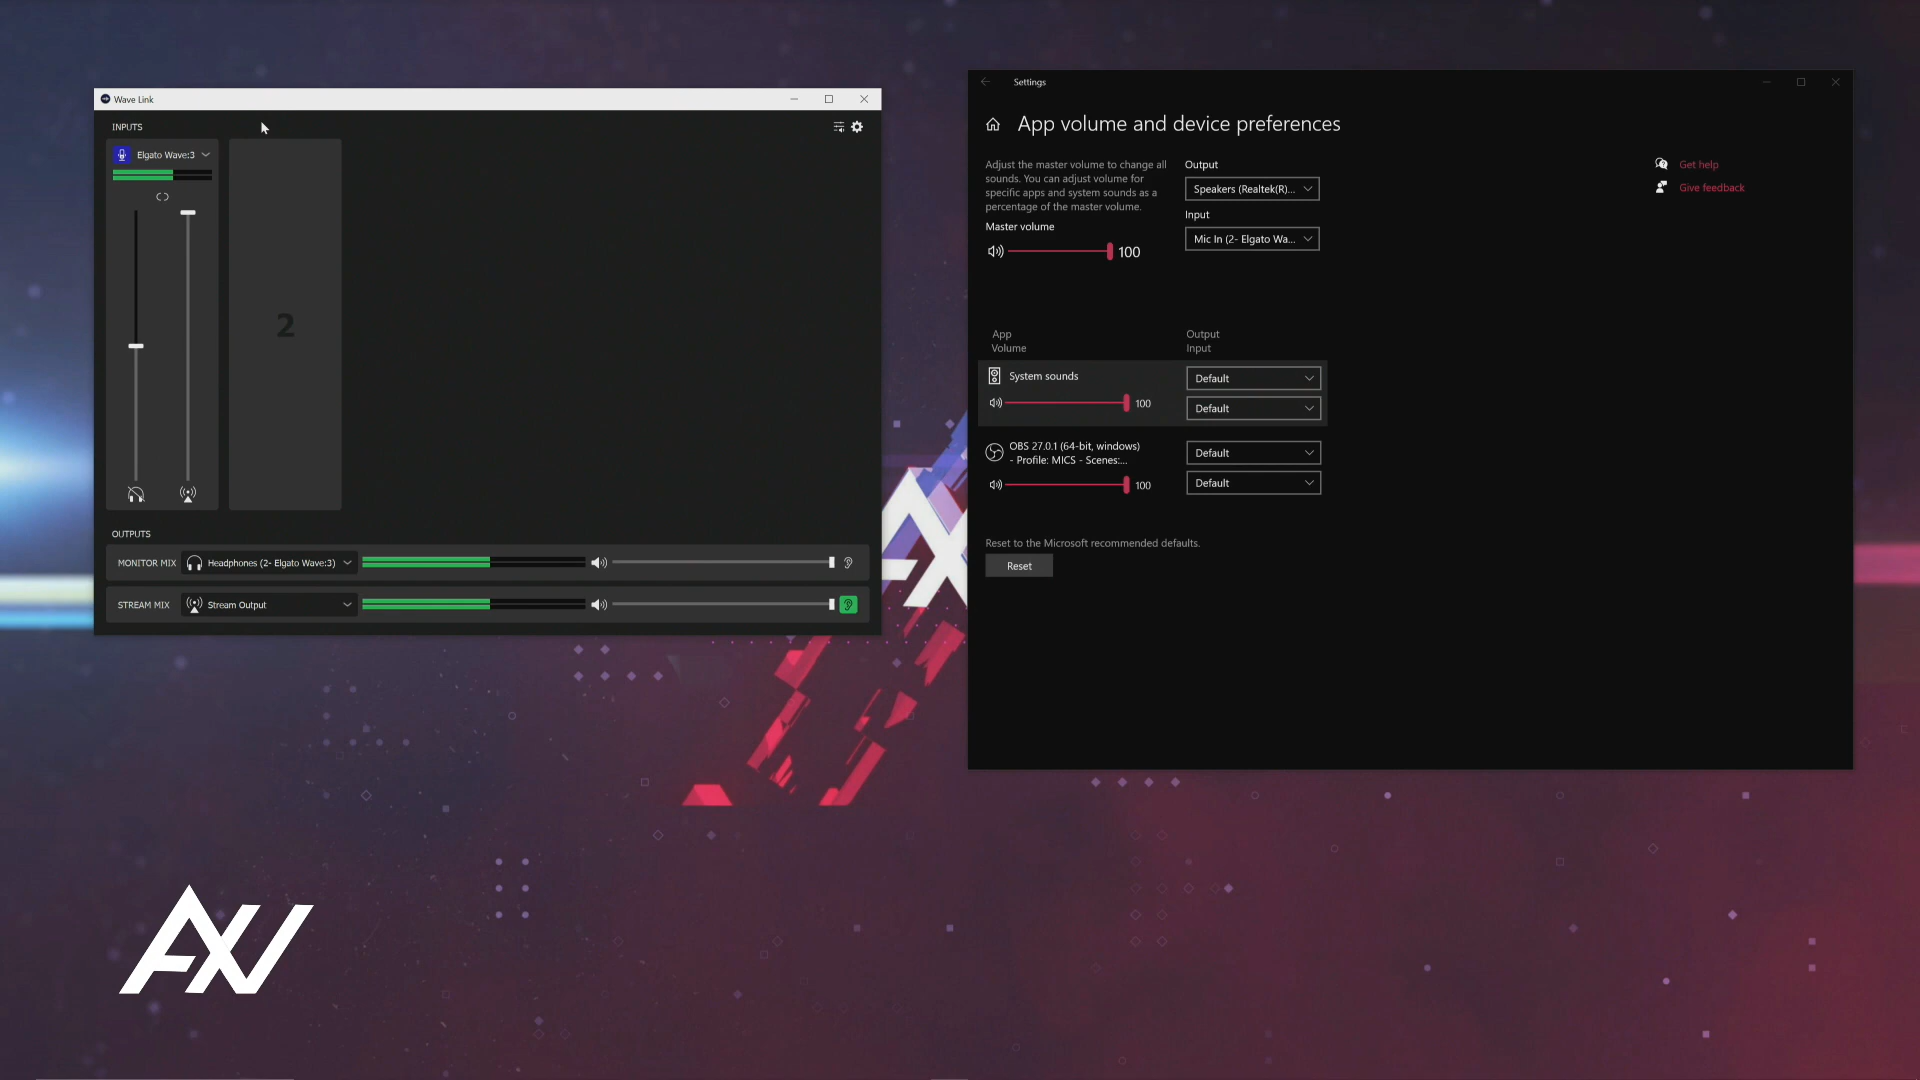 Wave Link
INPUTS
Elgato Wave:3
2
OUTPUTS
MONITOR MIX
Headphones (2- Elgato Wave:3)
STREAM MIX
Stream Output
Settings
App volume and device preferences
Adjust the master volume to change all
sounds. You can adjust volume for
specific apps and system sounds as a
percentage of the master volume.
Master volume
100
Output
Speakers (Realtek(R)...
Input
Mic In (2- Elgato Wa...
Get help
Give feedback
App
Volume
Output
Input
System sounds
100
Default
Default
OBS 27.0.1 (64-bit, windows)
- Profile: MICS - Scenes:...
100
Default
Default
Reset to the Microsoft recommended defaults.
Reset